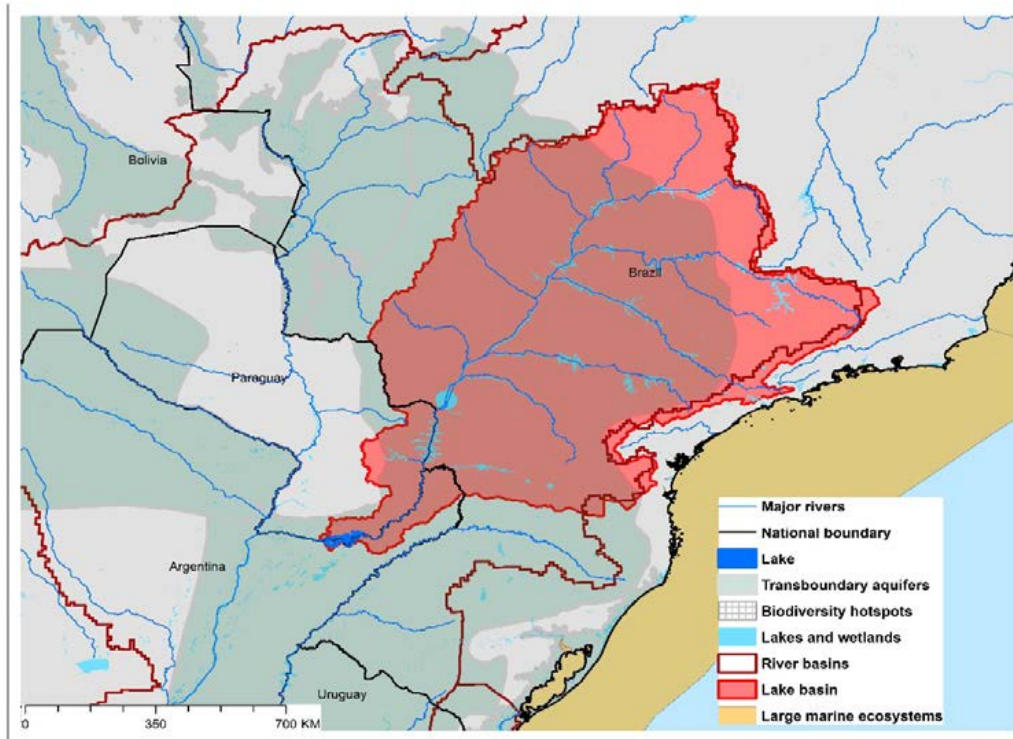 Bolivia
Brazil
Paraguay
Argentina
Uruguay
0 350 700 KM
Major rivers
National boundary
Lake
Transboundary aquifers
Biodiversity hotspots
Lakes and wetlands
River basins
Lake basin
Large marine ecosystems